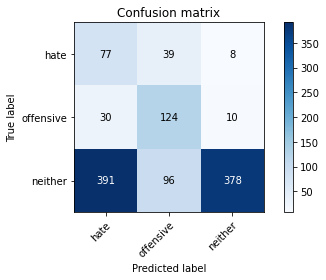 Confusion matrix
hate 77 39 8
offensive 30 124 10
neither 391 96 378
hate offensive neither
True label
Predicted label
350
300
250
200
150
100
50